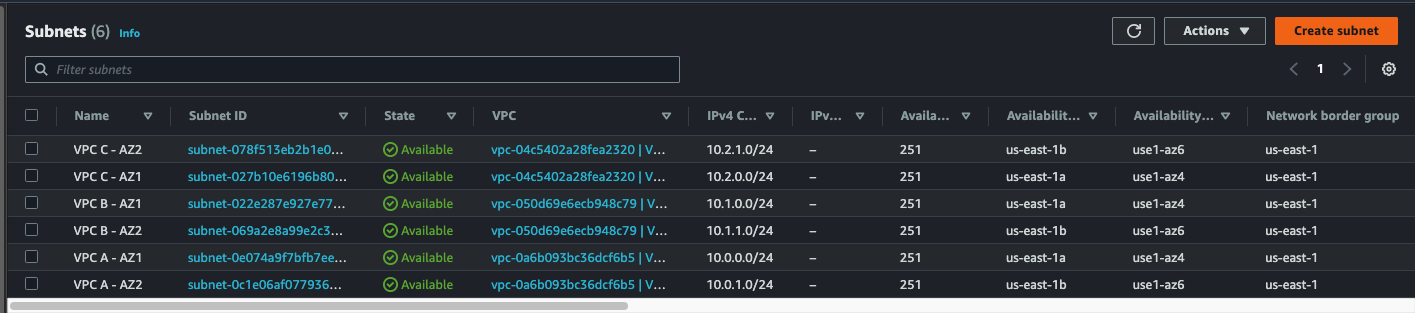 Subnets (6) Info Actions Create subnet
Filter subnets 1
Name Subnet ID State VPC IPv4 C... IPv... Availa... Availabilit... Availability... Network border group
VPC C - AZ2 subnet-078f513eb2b1e0... Available vpc-04c5402a28fea2320 | V... 10.2.1.0/24 – 251 us-east-1b use1-az6 us-east-1
VPC C - AZ1 subnet-027b10e6196b80... Available vpc-04c5402a28fea2320 | V... 10.2.0.0/24 – 251 us-east-1a use1-az4 us-east-1
VPC B - AZ1 subnet-022e287e927e77... Available vpc-050d69e6ecb948c79 | V... 10.1.0.0/24 – 251 us-east-1a use1-az4 us-east-1
VPC B - AZ2 subnet-069a2e8a99e2c3... Available vpc-050d69e6ecb948c79 | V... 10.1.1.0/24 – 251 us-east-1b use1-az6 us-east-1
VPC A - AZ1 subnet-0e074a9f7bfb7ee... Available vpc-0a6b093bc36dcf6b5 | V... 10.0.0.0/24 – 251 us-east-1a use1-az4 us-east-1
VPC A - AZ2 subnet-0c1e06af077936... Available vpc-0a6b093bc36dcf6b5 | V... 10.0.1.0/24 – 251 us-east-1b use1-az6 us-east-1